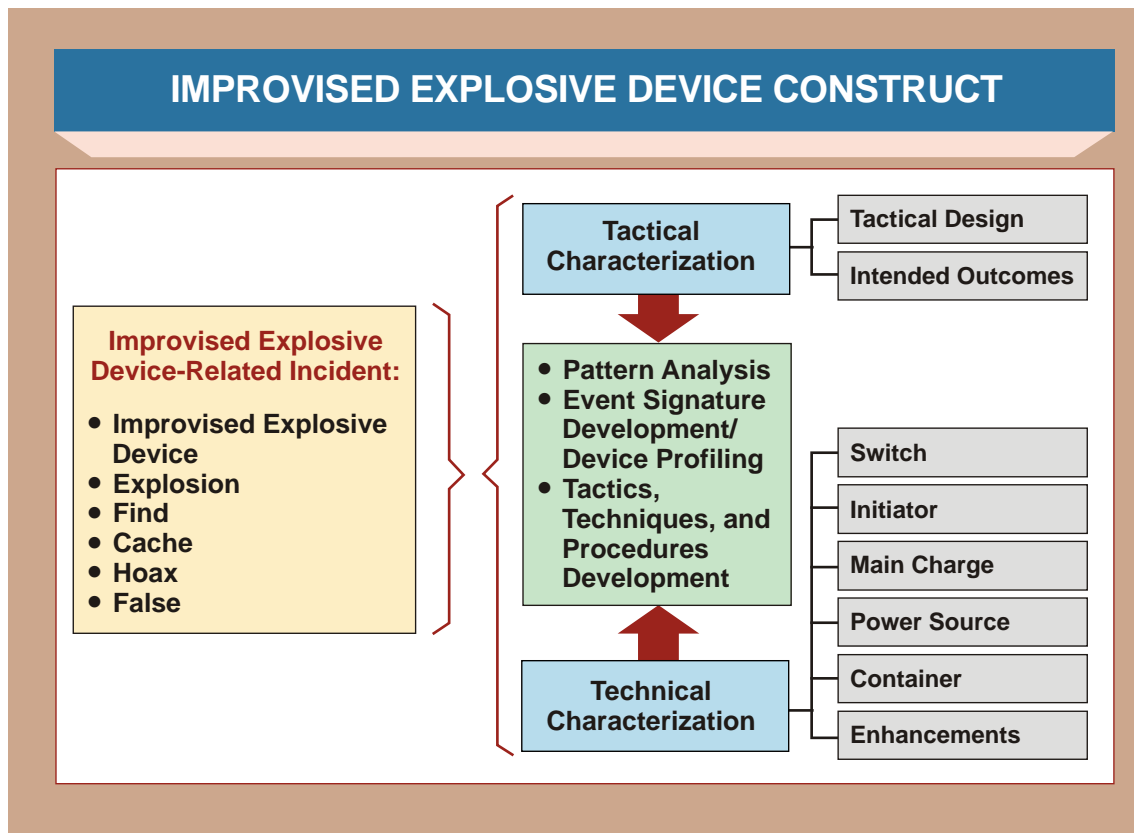 IMPROVISED EXPLOSIVE DEVICE CONSTRUCT
Improvised Explosive
Device-Related Incident:
• Improvised Explosive
Device
• Explosion
• Find
• Cache
• Hoax
• False
Tactical
Characterization
Tactical Design
Intended Outcomes
• Pattern Analysis
• Event Signature
Development/
Device Profiling
• Tactics,
Techniques, and
Procedures
Development
Technical
Characterization
Switch
Initiator
Main Charge
Power Source
Container
Enhancements